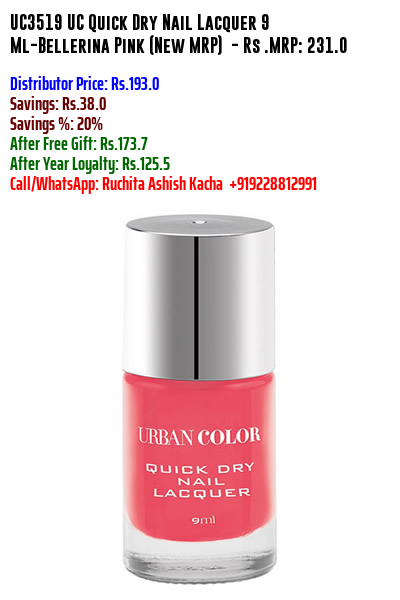 UC3519 UC Quick Dry Nail Lacquer 9
Ml-Bellerina Pink (New MRP) - Rs .MRP: 231.0
Distributor Price: Rs.193.0
Savings: Rs.38.0
Savings %: 20%
After Free Gift: Rs.173.7
After Year Loyalty: Rs.125.5
Call/WhatsApp: Ruchita Ashish Kacha +919228812991
URBAN COLOR
QUICK DRY
NAIL
LACQUER
9ml